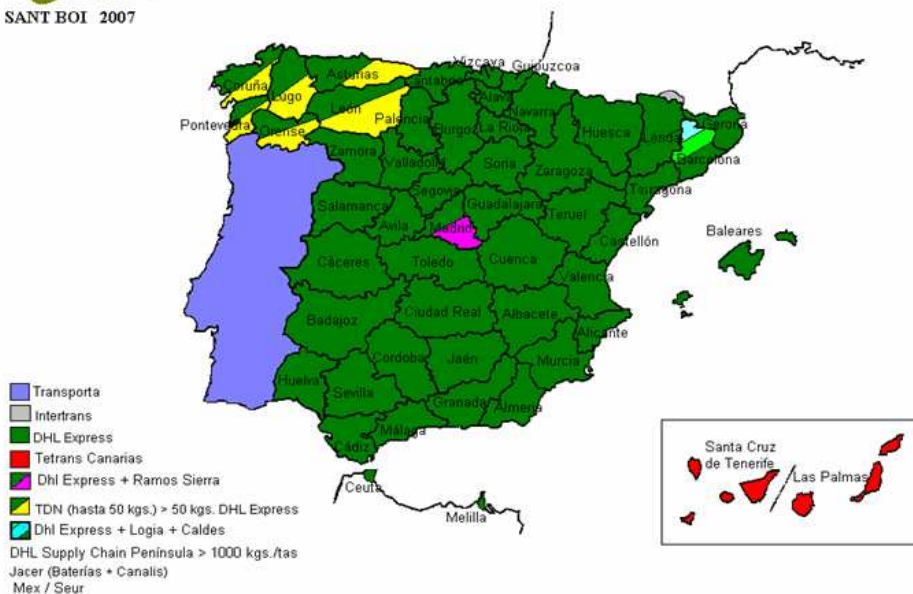 SANT BOI 2007
Vizcaya
Guipuzcoa
A Coruña
Lugo
Asturias
Cantabria
Alava
Navarra
León
Palencia
Burgos
La Rioja
Huesca
Lerida
Gerona
Pontevedra
Orense
Zamora
Valladolid
Soria
Zaragoza
Barcelona
Tarragona
Segovia
Salamanca
Guadalajara
Teruel
Avila
Madrid
Castellón
Baleares
Cáceres
Toledo
Cuenca
Valencia
Badajoz
Ciudad Real
Albacete
Alicante
Cordoba
Jaén
Murcia
Huelva
Sevilla
Granada
Almeria
Málaga
Cádiz
Ceuta
Melilla
Transporta
Intertrans
DHL Express
Tetrans Canarias
Dhl Express + Ramos Sierra
TDN (hasta 50 kgs.) > 50 kgs. DHL Express
Dhl Express + Logia + Caldes
DHL Supply Chain Península > 1000 kgs./tas
Jacer (Baterías + Canalis)
Mex / Seur
Santa Cruz
de Tenerife
Las Palmas